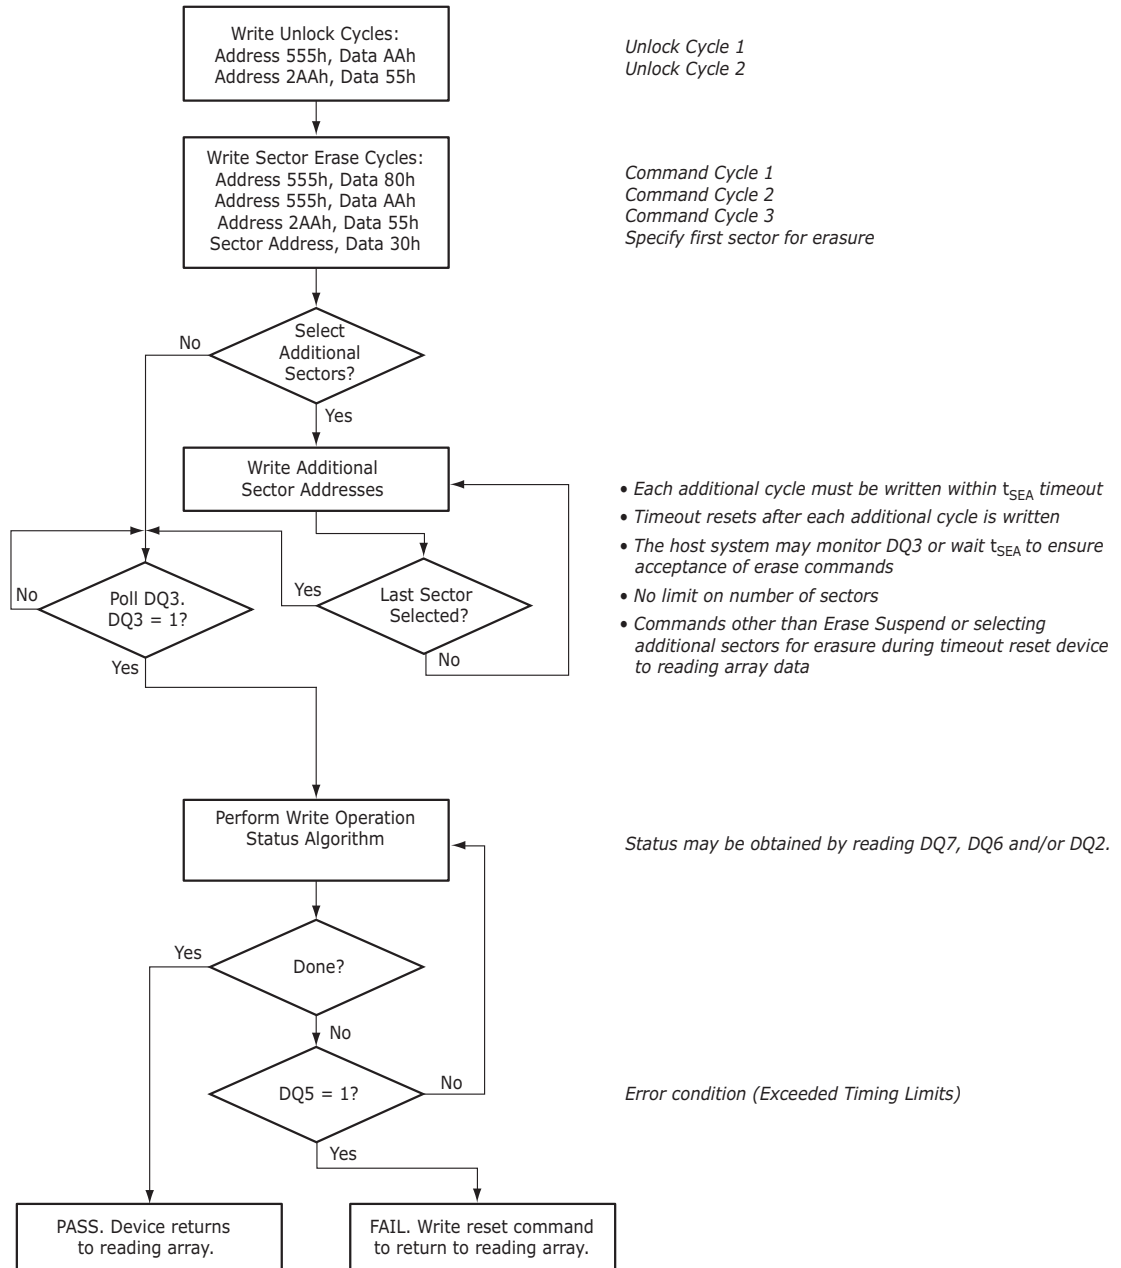 Write Unlock Cycles:
Address 555h, Data AAh
Address 2AAh, Data 55h
Unlock Cycle 1
Unlock Cycle 2
Write Sector Erase Cycles:
Address 555h, Data 80h
Address 555h, Data AAh
Address 2AAh, Data 55h
Sector Address, Data 30h
Command Cycle 1
Command Cycle 2
Command Cycle 3
Specify first sector for erasure
Select
Additional
Sectors?
No
Yes
Write Additional
Sector Addresses
• Each additional cycle must be written within tSEA timeout
• Timeout resets after each additional cycle is written
• The host system may monitor DQ3 or wait tSEA to ensure
acceptance of erase commands
• No limit on number of sectors
• Commands other than Erase Suspend or selecting
additional sectors for erasure during timeout reset device
to reading array data
No
Poll DQ3.
DQ3 = 1?
Yes
Yes
Last Sector
Selected?
No
Perform Write Operation
Status Algorithm
Status may be obtained by reading DQ7, DQ6 and/or DQ2.
Yes
Done?
No
DQ5 = 1?
No
Error condition (Exceeded Timing Limits)
Yes
PASS. Device returns
to reading array.
FAIL. Write reset command
to return to reading array.